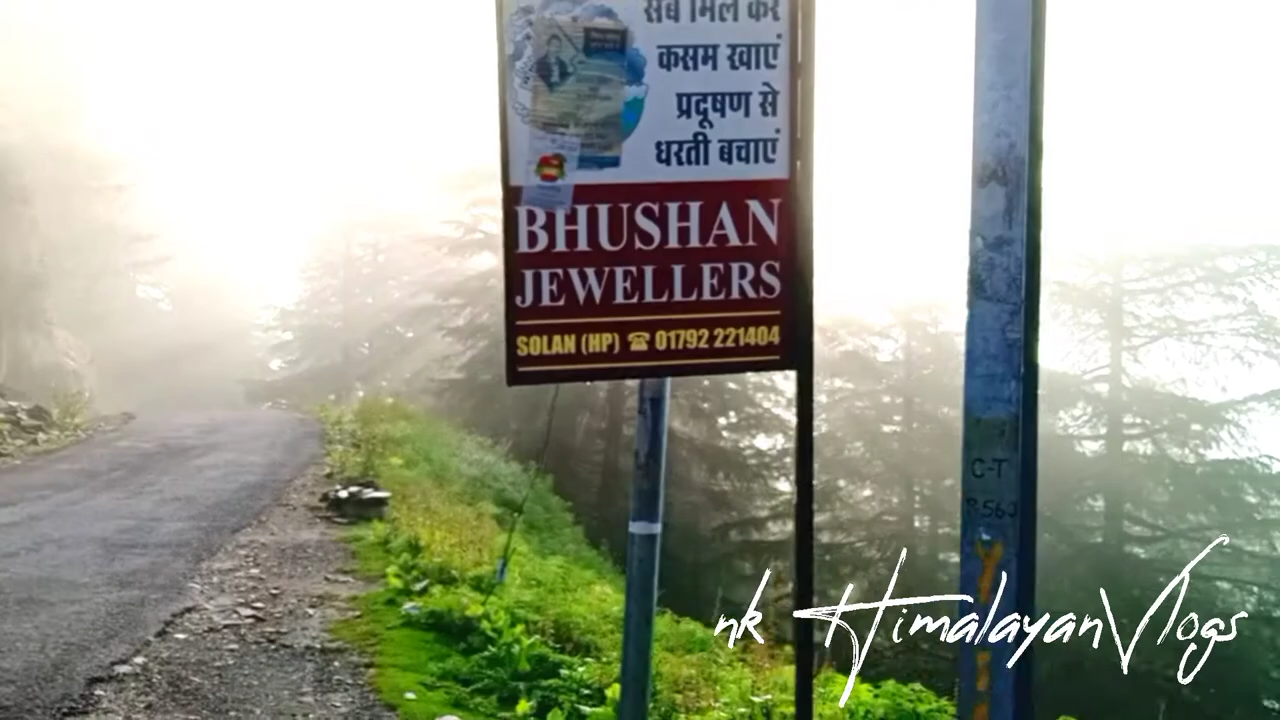 सब मिल कर
कसम खाएं
प्रदूषण से
धरती बचाएं
BHUSHAN
JEWELLERS
SOLAN (HP) ☎ 01792 221404
C-T
nk HimalayanVlogs